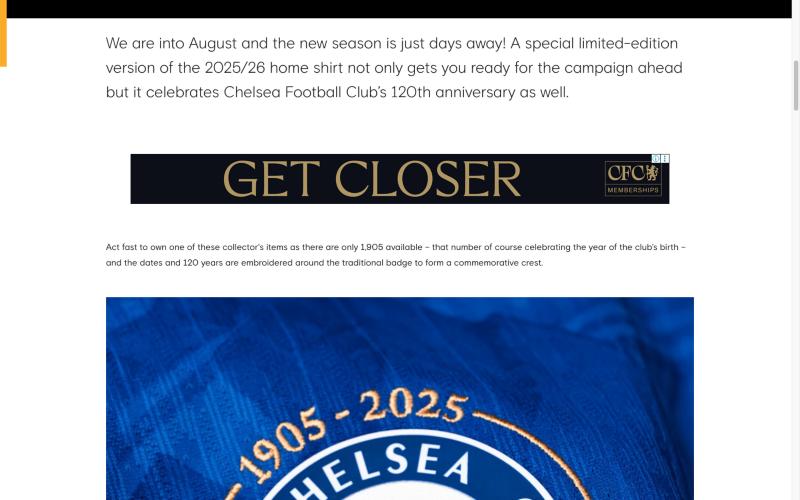 We are into August and the new season is just days away! A special limited-edition
version of the 2025/26 home shirt not only gets you ready for the campaign ahead
but it celebrates Chelsea Football Club's 120th anniversary as well.
GET CLOSER
CFC
MEMBERSHIPS
Act fast to own one of these collector's items as there are only 1,905 available – that number of course celebrating the year of the club's birth –
and the dates and 120 years are embroidered around the traditional badge to form a commemorative crest.
1905 - 2025
CHELSEA